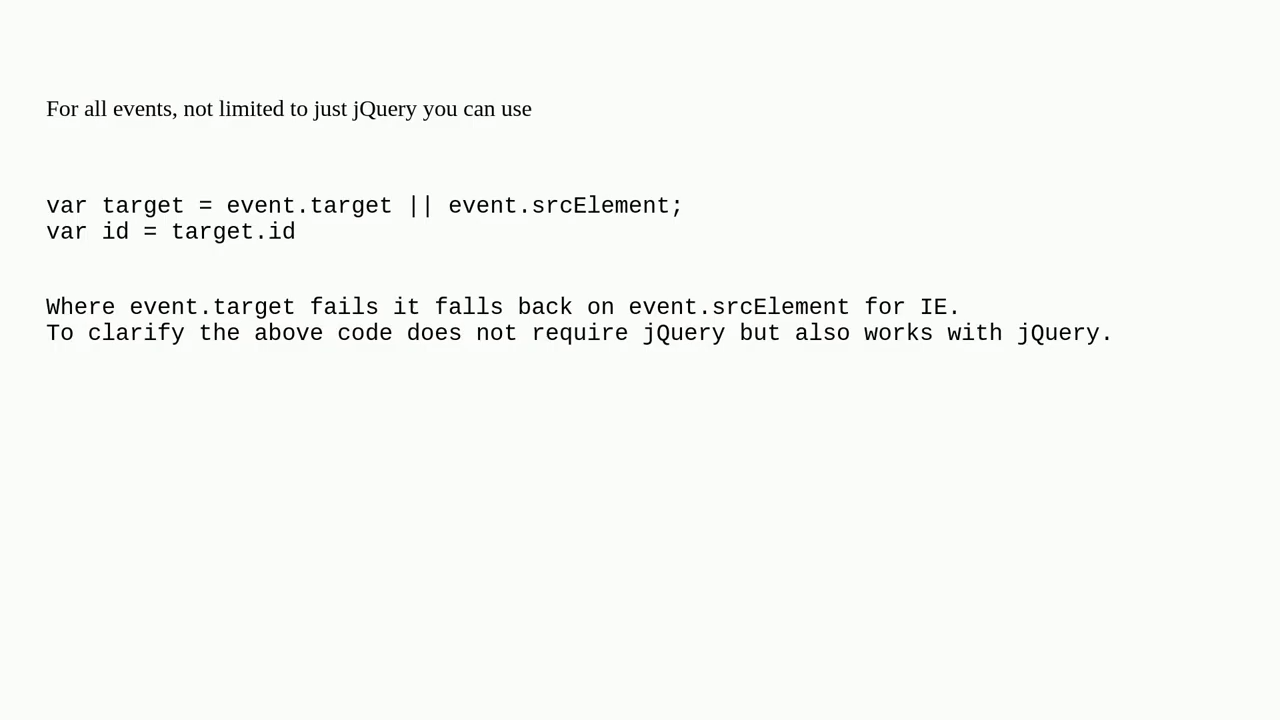 For all events, not limited to just jQuery you can use
var target = event.target || event.srcElement;
var id = target.id
Where event.target fails it falls back on event.srcElement for IE.
To clarify the above code does not require jQuery but also works with jQuery.